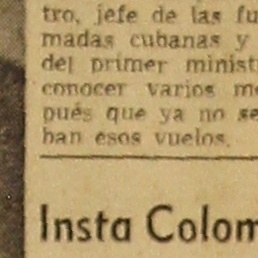 tro, jefe de las fu
madas cubanas y
del primer minist
conocer varios me
pués que ya no se
ban esos vuelos.
Insta Colom